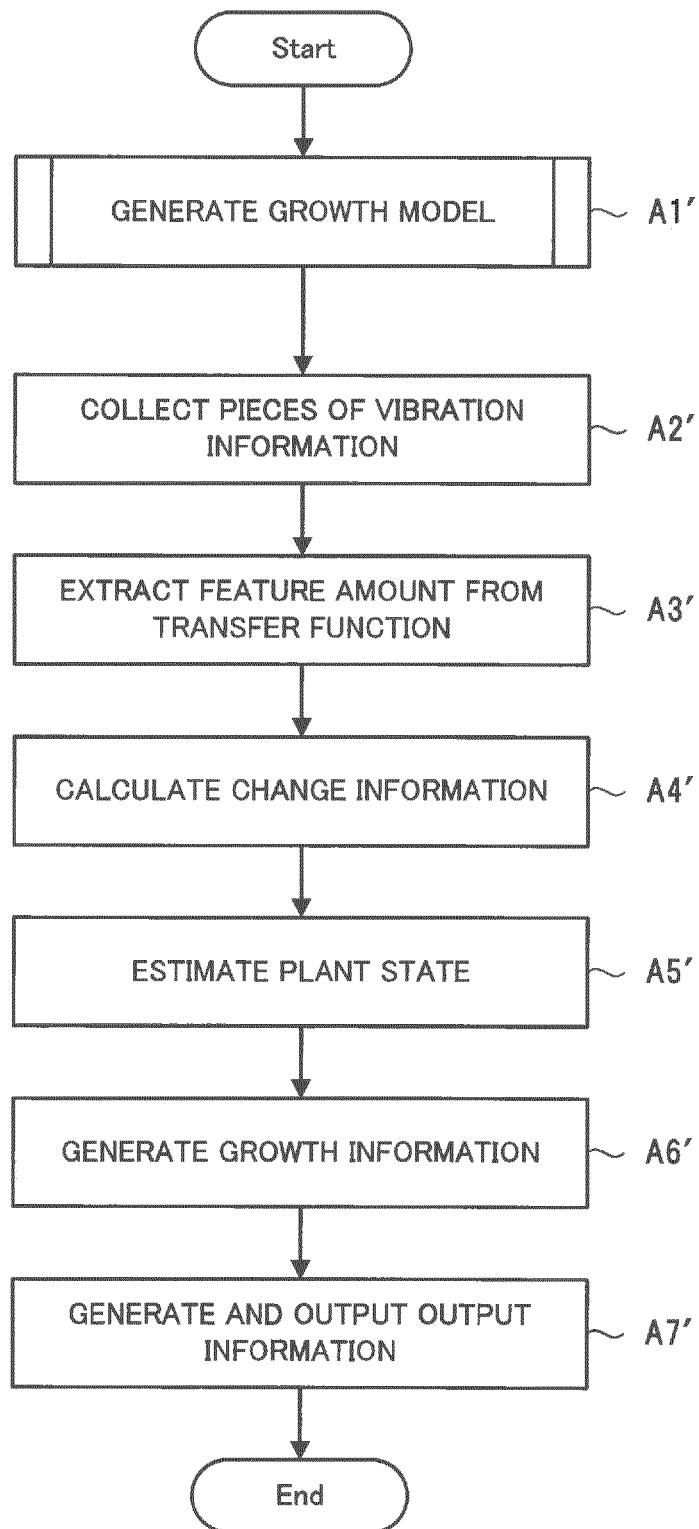 Start
GENERATE GROWTH MODEL
A1′
COLLECT PIECES OF VIBRATION
INFORMATION
A2′
EXTRACT FEATURE AMOUNT FROM
TRANSFER FUNCTION
A3′
CALCULATE CHANGE INFORMATION
A4′
ESTIMATE PLANT STATE
A5′
GENERATE GROWTH INFORMATION
A6′
GENERATE AND OUTPUT OUTPUT
INFORMATION
A7′
End